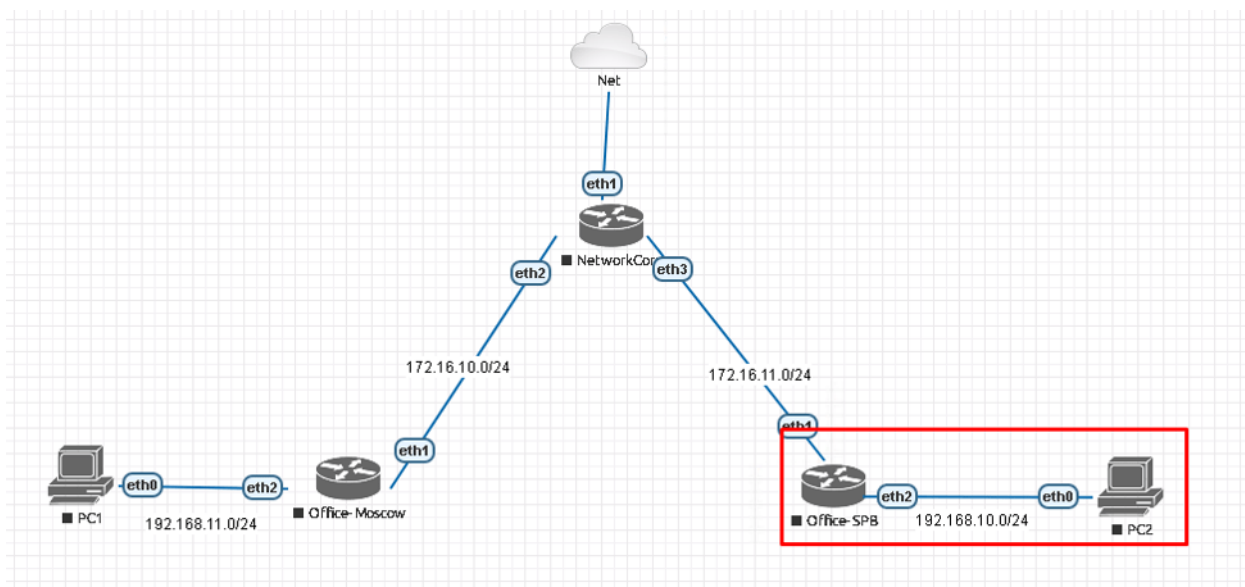 Net
eth1
NetworkCor
eth2
eth3
172.16.10.0/24
172.16.11.0/24
eth1
eth1
PC1
eth0
eth2
192.168.11.0/24
Office-Moscow
Office-SPB
eth2
192.168.10.0/24
eth0
PC2